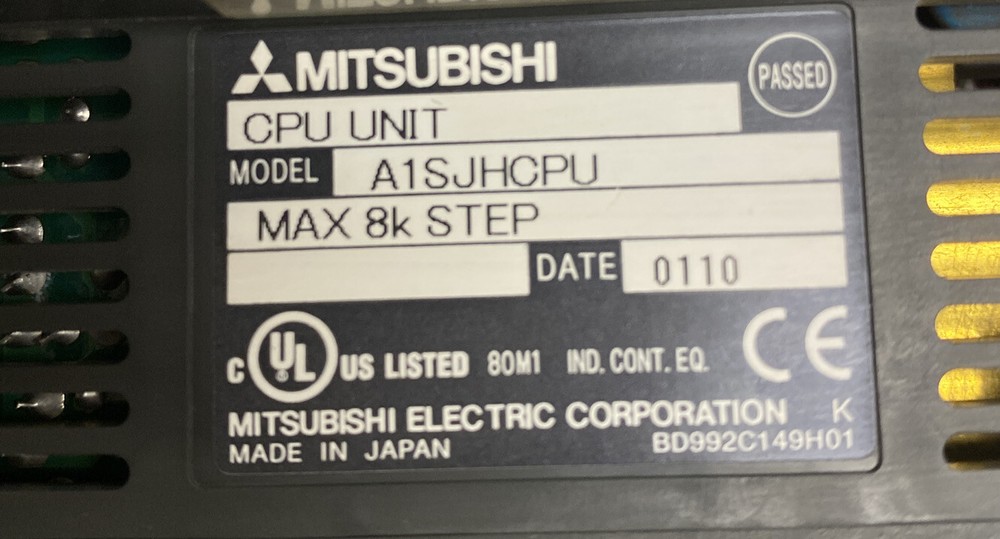 MITSUBISHI
PASSED
CPU UNIT
MODEL A1SJHCPU
MAX 8k STEP
DATE 0110
C UL ® US LISTED 80M1 IND. CONT. EQ. CE
MITSUBISHI ELECTRIC CORPORATION K
MADE IN JAPAN BD992C149H01